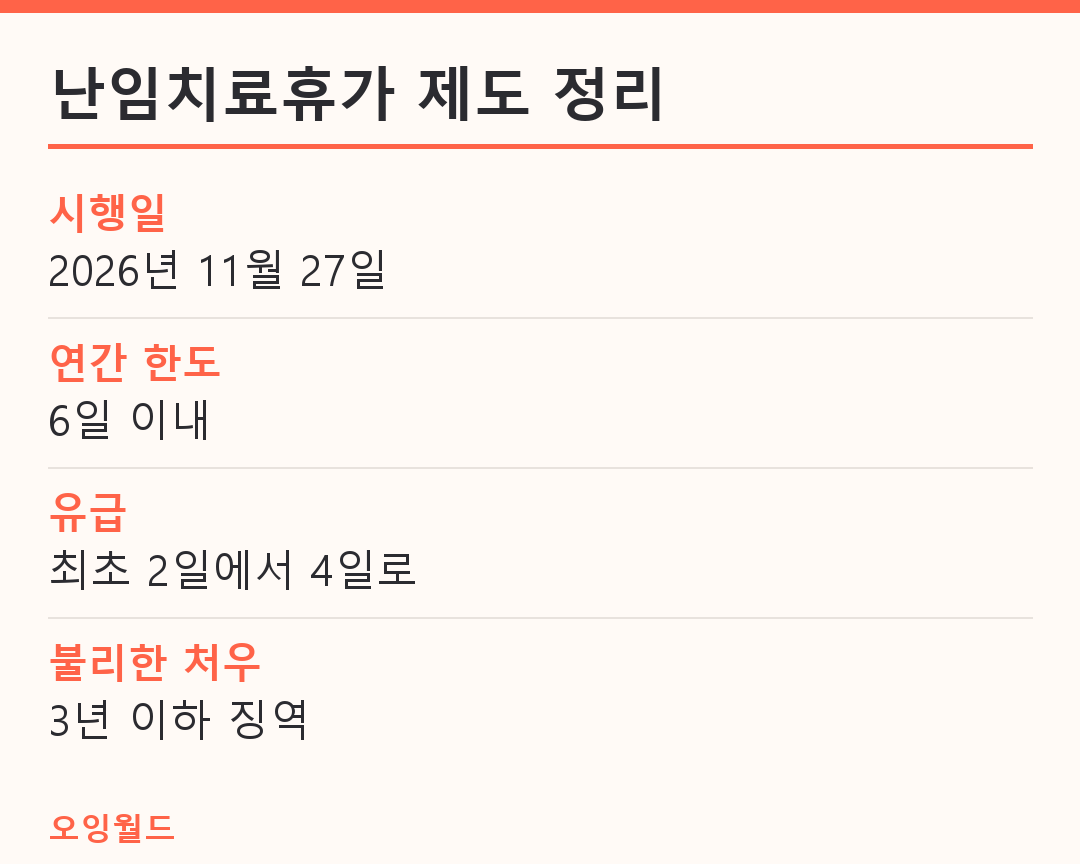 난임치료휴가 제도 정리
시행일
2026년 11월 27일
연간 한도
6일 이내
유급
최초 2일에서 4일로
불리한 처우
3년 이하 징역
오잉월드